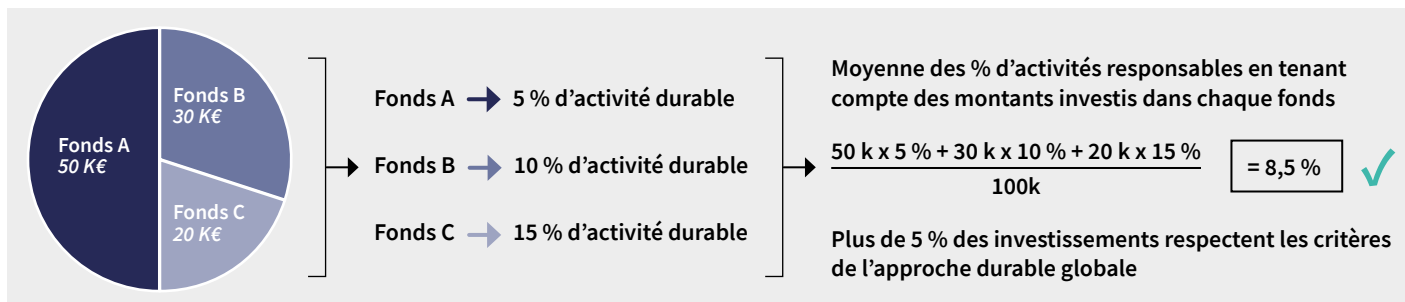 Fonds A
50 K€
Fonds B
30 K€
Fonds C
20 K€
Fonds A
5 % d’activité durable
Fonds B
10 % d’activité durable
Fonds C
15 % d’activité durable
Moyenne des % d’activités responsables en tenant
compte des montants investis dans chaque fonds
50 k x 5 % + 30 k x 10 % + 20 k x 15 %
100k
= 8,5 %
Plus de 5 % des investissements respectent les critères
de l’approche durable globale